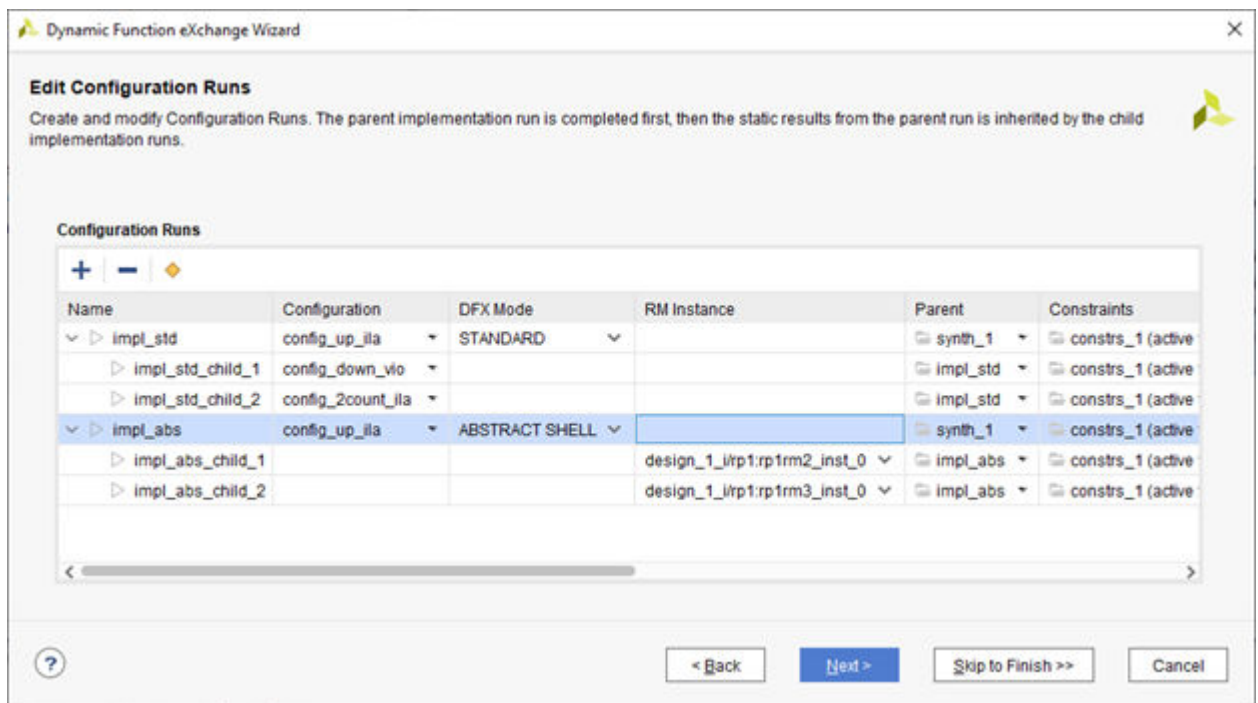 Dynamic Function eXchange Wizard
Edit Configuration Runs
Create and modify Configuration Runs. The parent implementation run is completed first, then the static results from the parent run is inherited by the child
implementation runs.
Configuration Runs
Name Configuration DFX Mode RM Instance Parent Constraints
impl_std config_up_ila STANDARD synth_1 constrs_1 (active
impl_std_child_1 config_down_vio impl_std constrs_1 (active
impl_std_child_2 config_2count_ila impl_std constrs_1 (active
impl_abs config_up_ila ABSTRACT SHELL synth_1 constrs_1 (active
impl_abs_child_1 design_1_i/rp1:rp1rm2_inst_0 impl_abs constrs_1 (active
impl_abs_child_2 design_1_i/rp1:rp1rm3_inst_0 impl_abs constrs_1 (active
? < Back Next > Skip to Finish >> Cancel